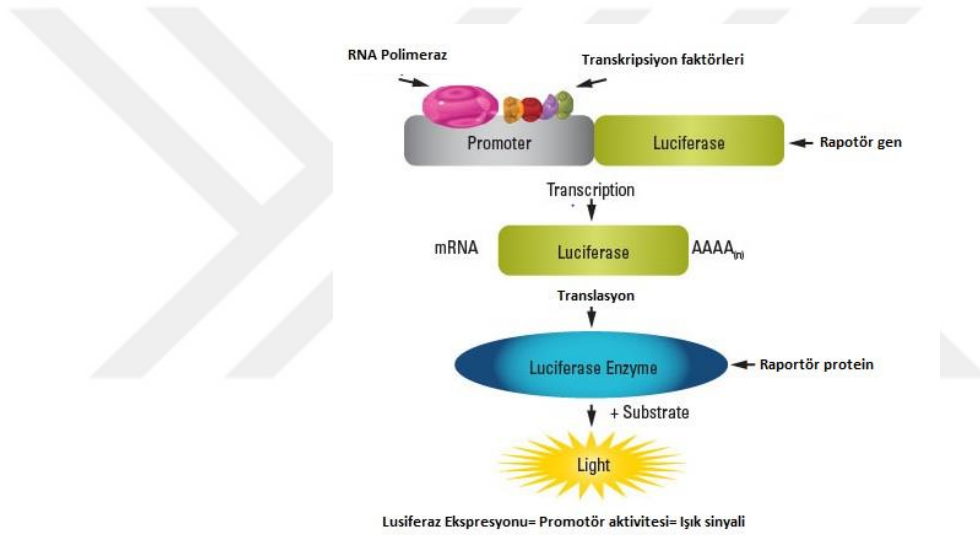 RNA Polimeraz
Transkripsiyon faktörleri
Promoter
Luciferase
Rapotör gen
Transcription
mRNA
Luciferase
AAAA(n)
Translasyon
Luciferase Enzyme
Raportör protein
+ Substrate
Light
Lusiferaz Ekspresyonu= Promotör aktivitesi= Işık sinyali